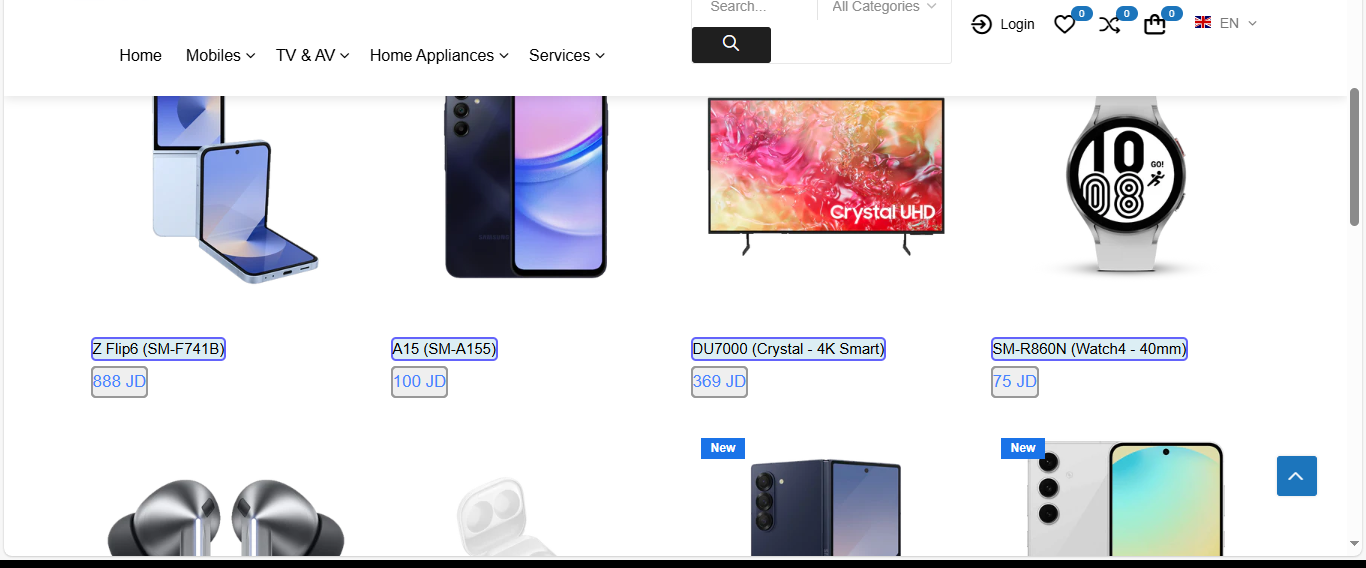 Search...
All Categories
0
0
0
Login
EN
Home
Mobiles
TV & AV
Home Appliances
Services
Crystal UHD
10
08
GO!
SAMSUNG
Z Flip6 (SM-F741B)
A15 (SM-A155)
DU7000 (Crystal - 4K Smart)
SM-R860N (Watch4 - 40mm)
888 JD
100 JD
369 JD
75 JD
New
New